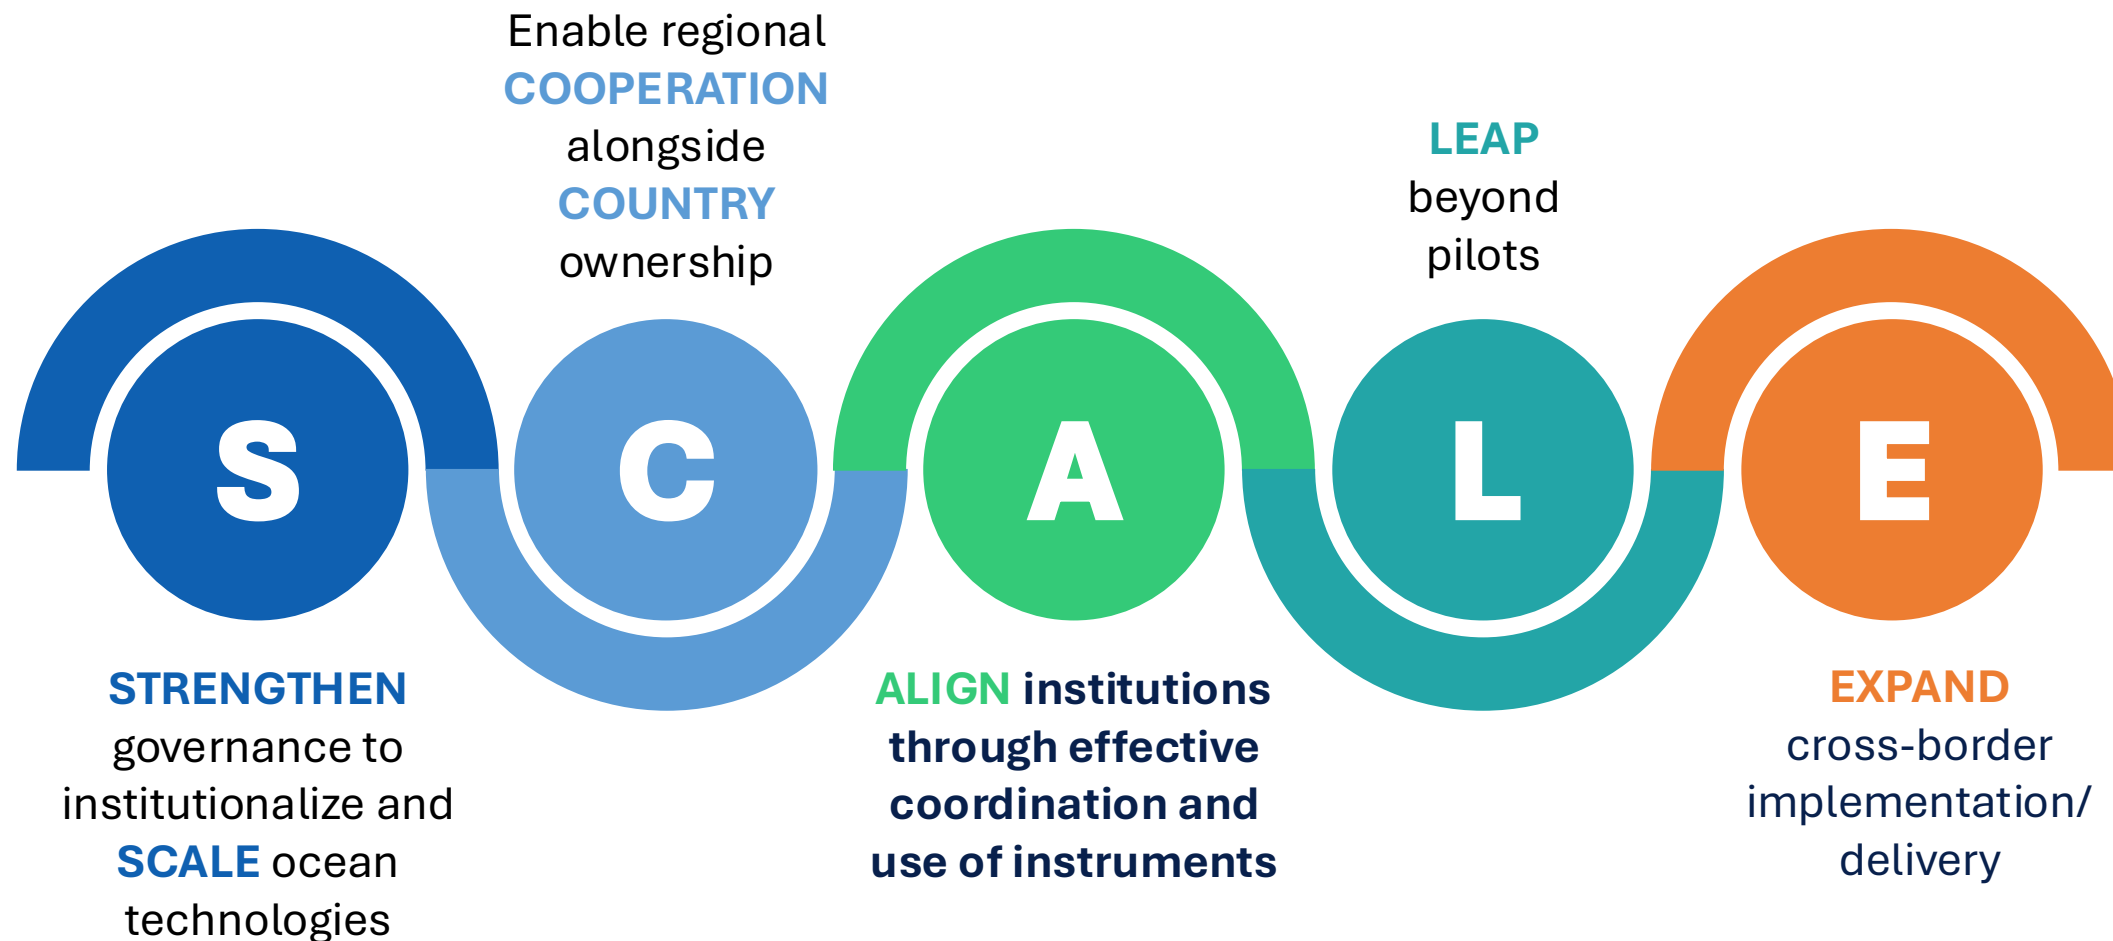 Enable regional
COOPERATION
alongside
COUNTRY
ownership
LEAP
beyond
pilots
S
C
A
L
E
STRENGTHEN
governance to
institutionalize and
SCALE ocean
technologies
ALIGN institutions
through effective
coordination and
use of instruments
EXPAND
cross-border
implementation/
delivery